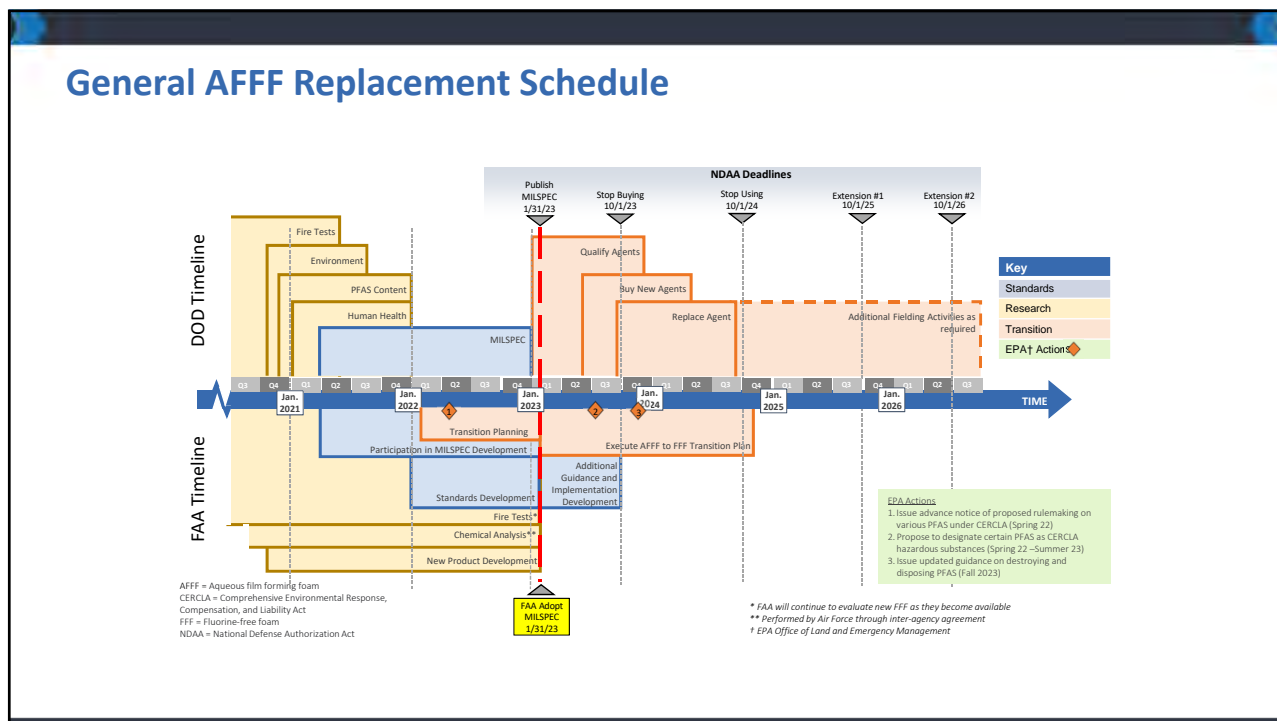 General AFFF Replacement Schedule
NDAA Deadlines
Publish
MILSPEC
1/31/23
Stop Buying
10/1/23
Stop Using
10/1/24
Extension #1
10/1/25
Extension #2
10/1/26
DOD Timeline
Fire Tests
Environment
PFAS Content
Human Health
MILSPEC
Qualify Agents
Buy New Agents
Replace Agent
Additional Fielding Activities as
required
Key
Standards
Research
Transition
EPA† Actions
Q3 Q4 Q1 Q2 Q3 Q4 Q1 Q2 Q3 Q4 Q1 Q2 Q3 Q4 Q1 Q2 Q3 Q4 Q1 Q2 Q3 Q4 Q1 Q2 Q3
Jan.
2021
Jan.
2022
Jan.
2023
Jan.
2024
Jan.
2025
Jan.
2026
TIME
1
2
3
FAA Timeline
Transition Planning
Participation in MILSPEC Development
Execute AFFF to FFF Transition Plan
Standards Development
Additional
Guidance and
Implementation
Development
Fire Tests*
Chemical Analysis**
New Product Development
FAA Adopt
MILSPEC
1/31/23
EPA Actions
1. Issue advance notice of proposed rulemaking on
various PFAS under CERCLA (Spring 22)
2. Propose to designate certain PFAS as CERCLA
hazardous substances (Spring 22 –Summer 23)
3. Issue updated guidance on destroying and
disposing PFAS (Fall 2023)
AFFF = Aqueous film forming foam
CERCLA = Comprehensive Environmental Response,
Compensation, and Liability Act
FFF = Fluorine-free foam
NDAA = National Defense Authorization Act
* FAA will continue to evaluate new FFF as they become available
** Performed by Air Force through inter-agency agreement
† EPA Office of Land and Emergency Management